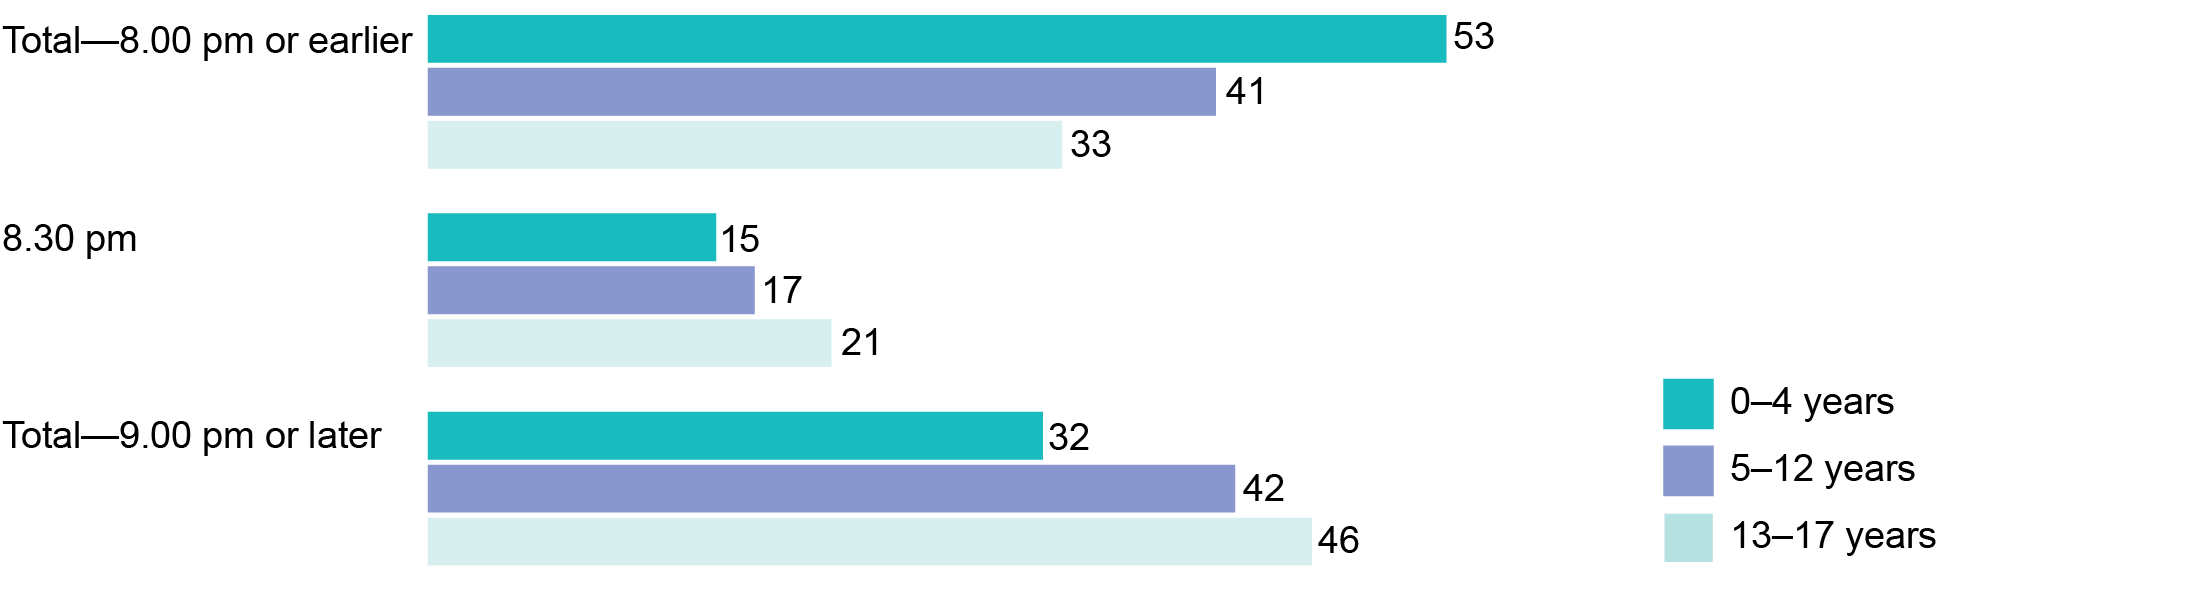 Total—8.00 pm or earlier
53
41
33
8.30 pm
15
17
21
Total—9.00 pm or later
32
42
46
0–4 years
5–12 years
13–17 years